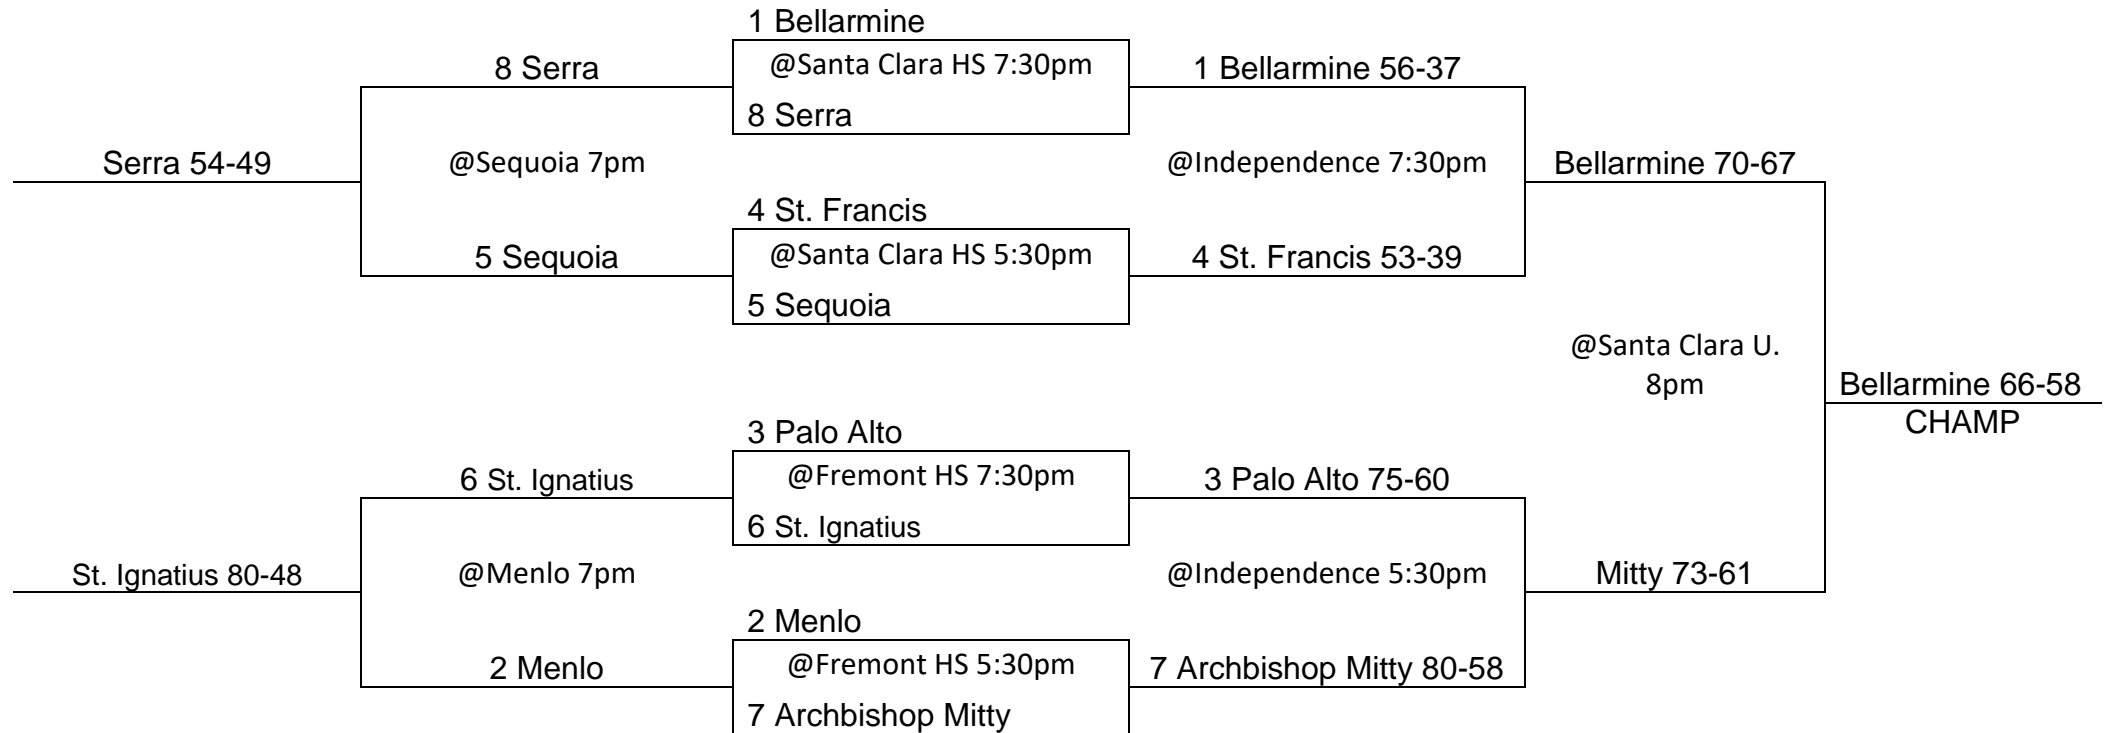 1 Bellarmine
8 Serra
@Santa Clara HS 7:30pm
1 Bellarmine 56-37
8 Serra
Serra 54-49
@Sequoia 7pm
@Independence 7:30pm
Bellarmine 70-67
4 St. Francis
5 Sequoia
@Santa Clara HS 5:30pm
4 St. Francis 53-39
5 Sequoia
@Santa Clara U.
8pm
Bellarmine 66-58
CHAMP
3 Palo Alto
6 St. Ignatius
@Fremont HS 7:30pm
3 Palo Alto 75-60
6 St. Ignatius
St. Ignatius 80-48
@Menlo 7pm
@Independence 5:30pm
Mitty 73-61
2 Menlo
2 Menlo
@Fremont HS 5:30pm
7 Archbishop Mitty 80-58
7 Archbishop Mitty